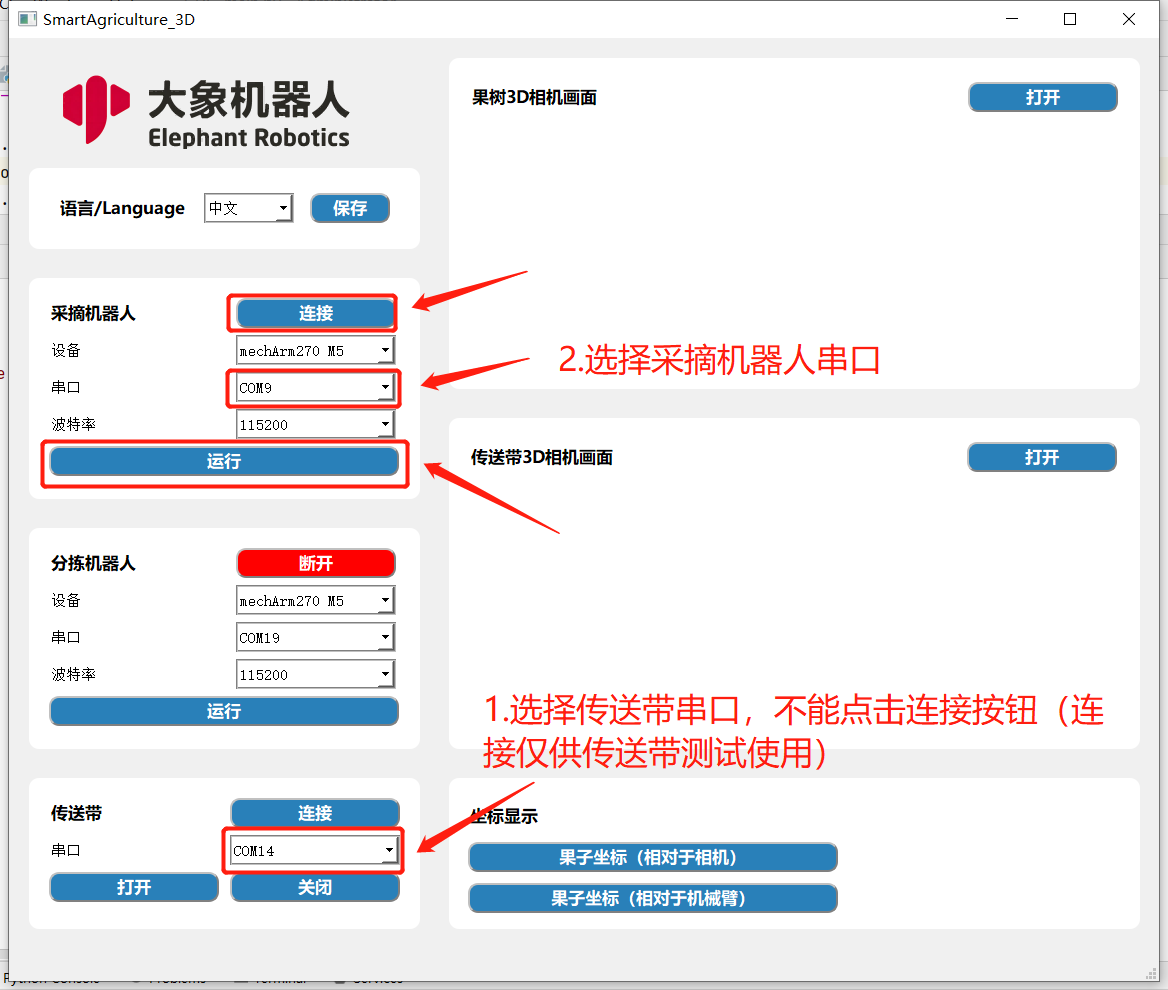 SmartAgriculture_3D
大象机器人
Elephant Robotics
语言/Language 中文 保存
采摘机器人 连接
设备 mechArm270 M5
串口 COM9
波特率 115200
运行
分拣机器人 断开
设备 mechArm270 M5
串口 COM19
波特率 115200
运行
传送带 连接
串口 COM14
打开 关闭
果树3D相机画面 打开
2.选择采摘机器人串口
传送带3D相机画面 打开
1.选择传送带串口，不能点击连接按钮（连
接仅供传送带测试使用）
坐标显示
果子坐标（相对于相机）
果子坐标（相对于机械臂）